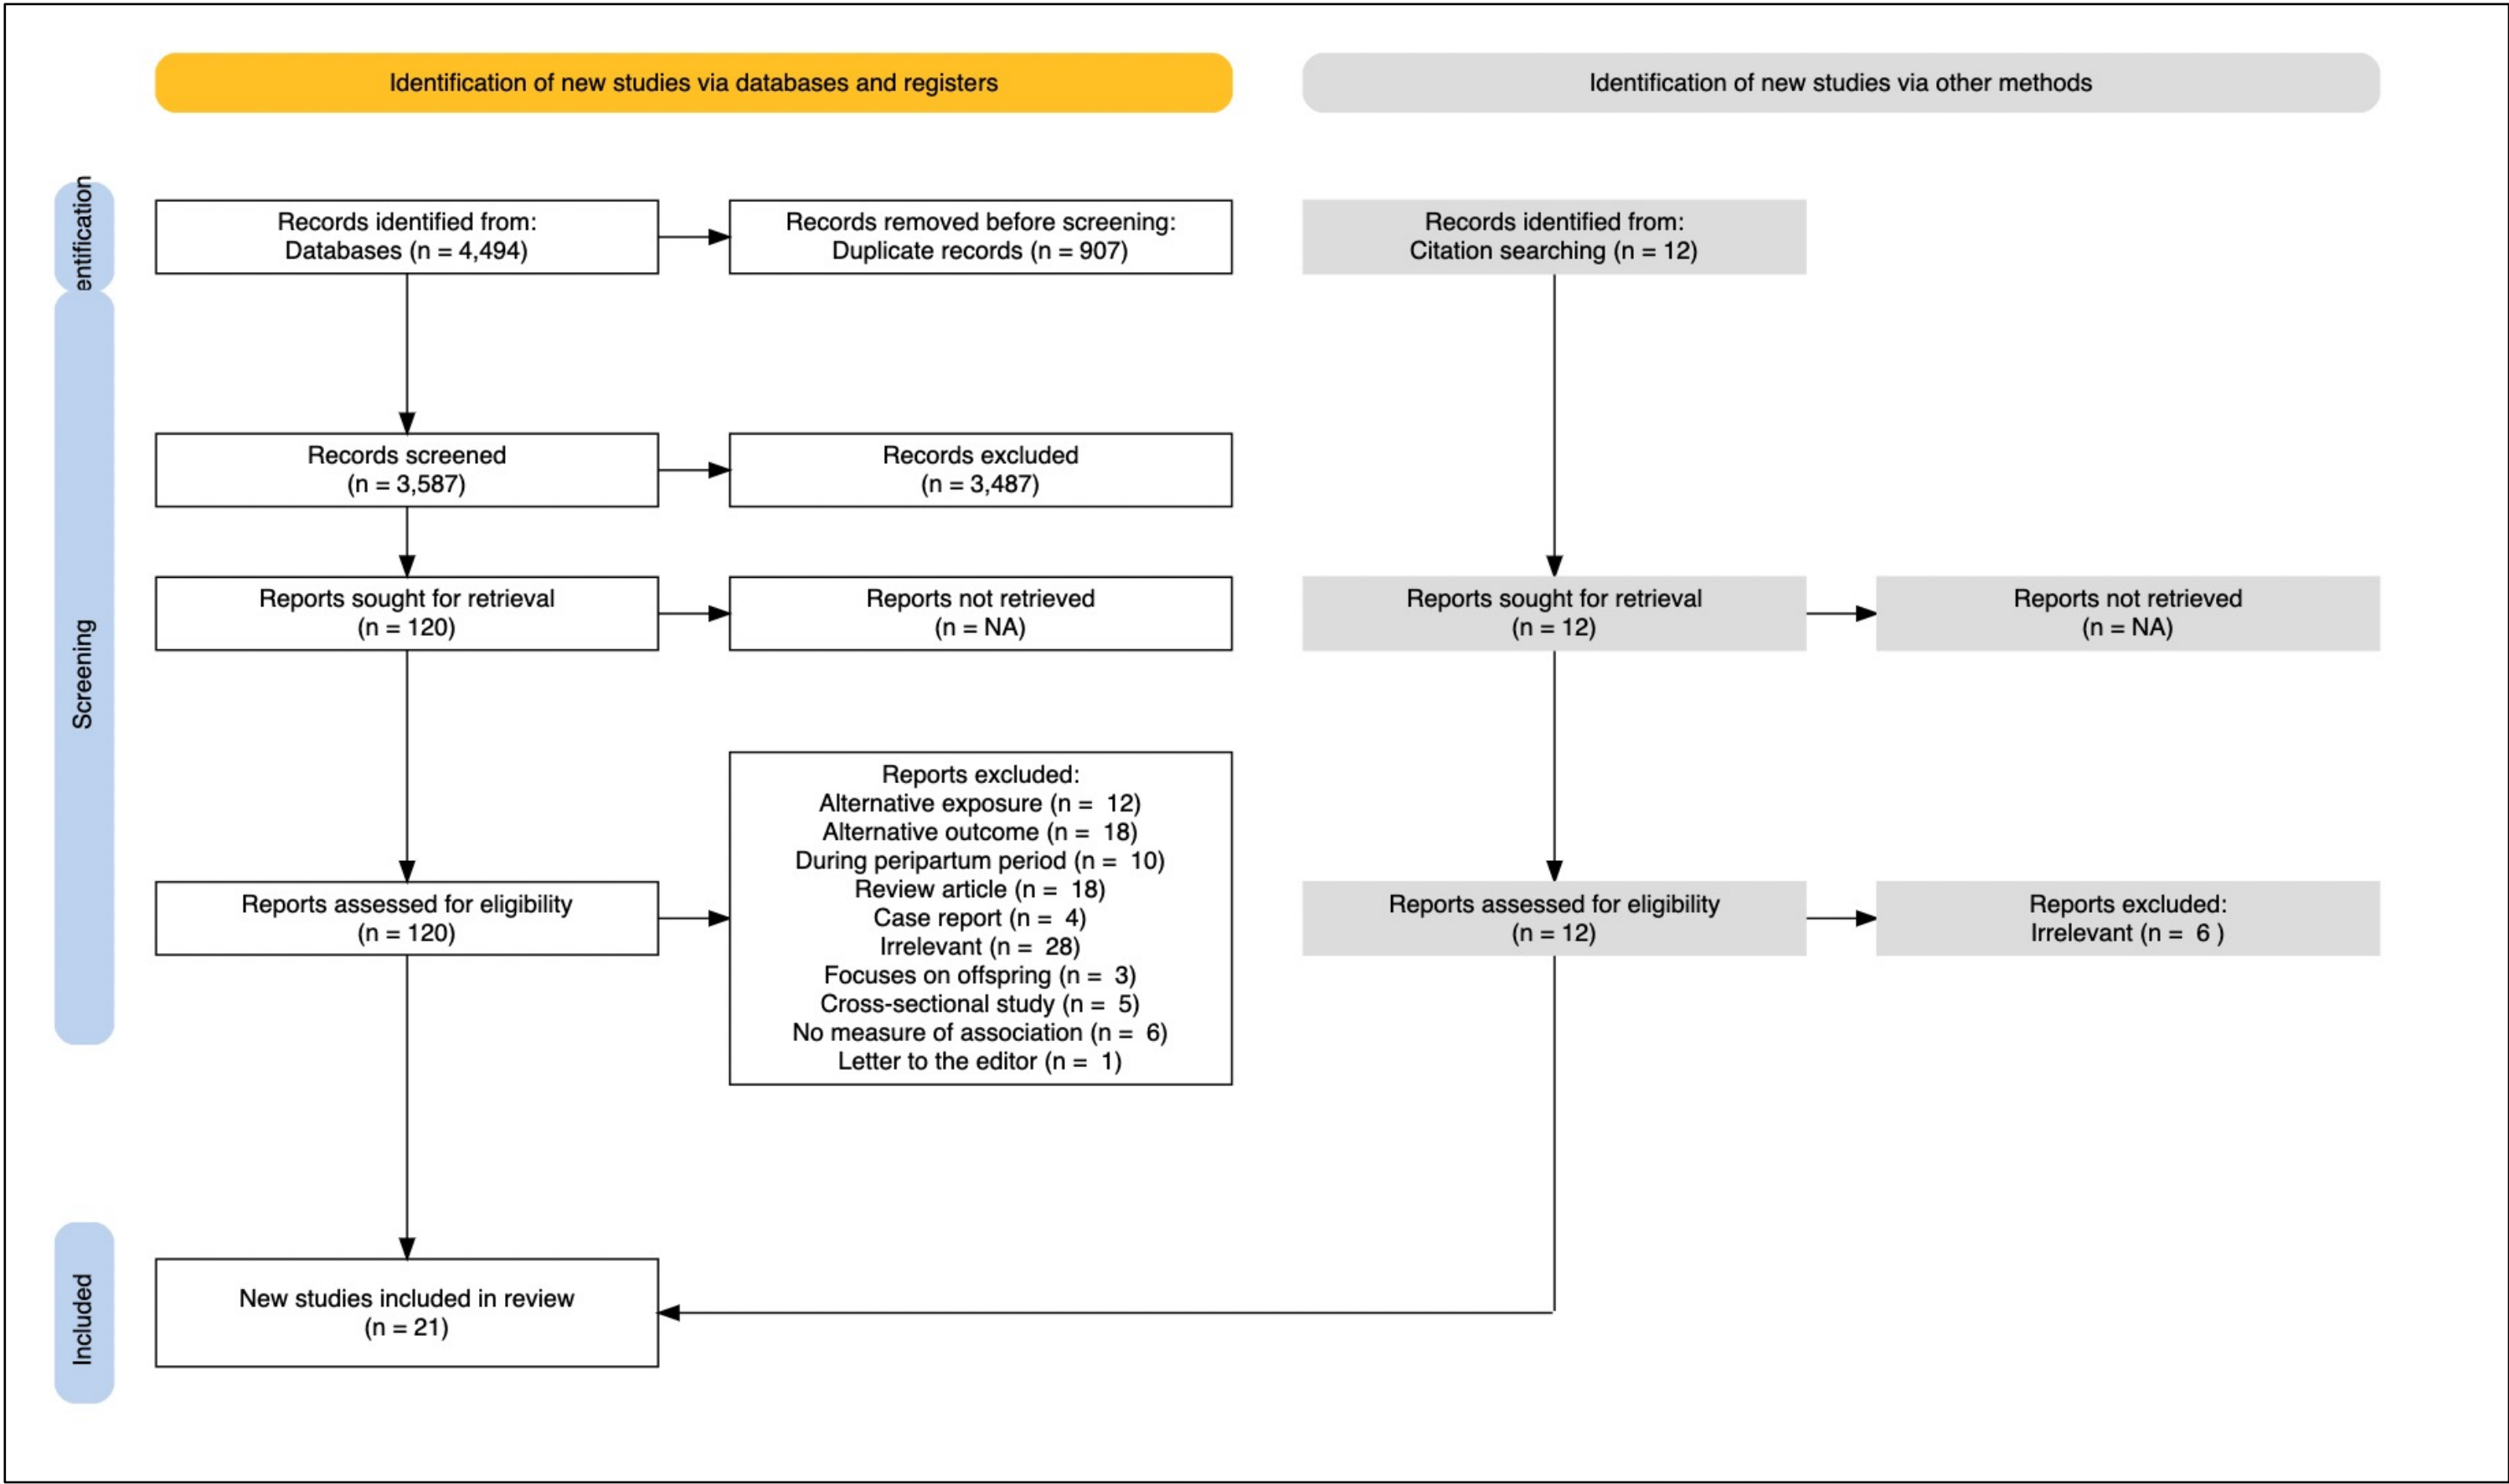 Identification of new studies via databases and registers
Identification of new studies via other methods
entification
Records identified from:
Databases (n = 4,494)
Records removed before screening:
Duplicate records (n = 907)
Records identified from:
Citation searching (n = 12)
Screening
Records screened
(n = 3,587)
Records excluded
(n = 3,487)
Reports sought for retrieval
(n = 120)
Reports not retrieved
(n = NA)
Reports sought for retrieval
(n = 12)
Reports not retrieved
(n = NA)
Reports assessed for eligibility
(n = 120)
Reports excluded:
Alternative exposure (n = 12)
Alternative outcome (n = 18)
During peripartum period (n = 10)
Review article (n = 18)
Case report (n = 4)
Irrelevant (n = 28)
Focuses on offspring (n = 3)
Cross-sectional study (n = 5)
No measure of association (n = 6)
Letter to the editor (n = 1)
Reports assessed for eligibility
(n = 12)
Reports excluded:
Irrelevant (n = 6 )
Included
New studies included in review
(n = 21)